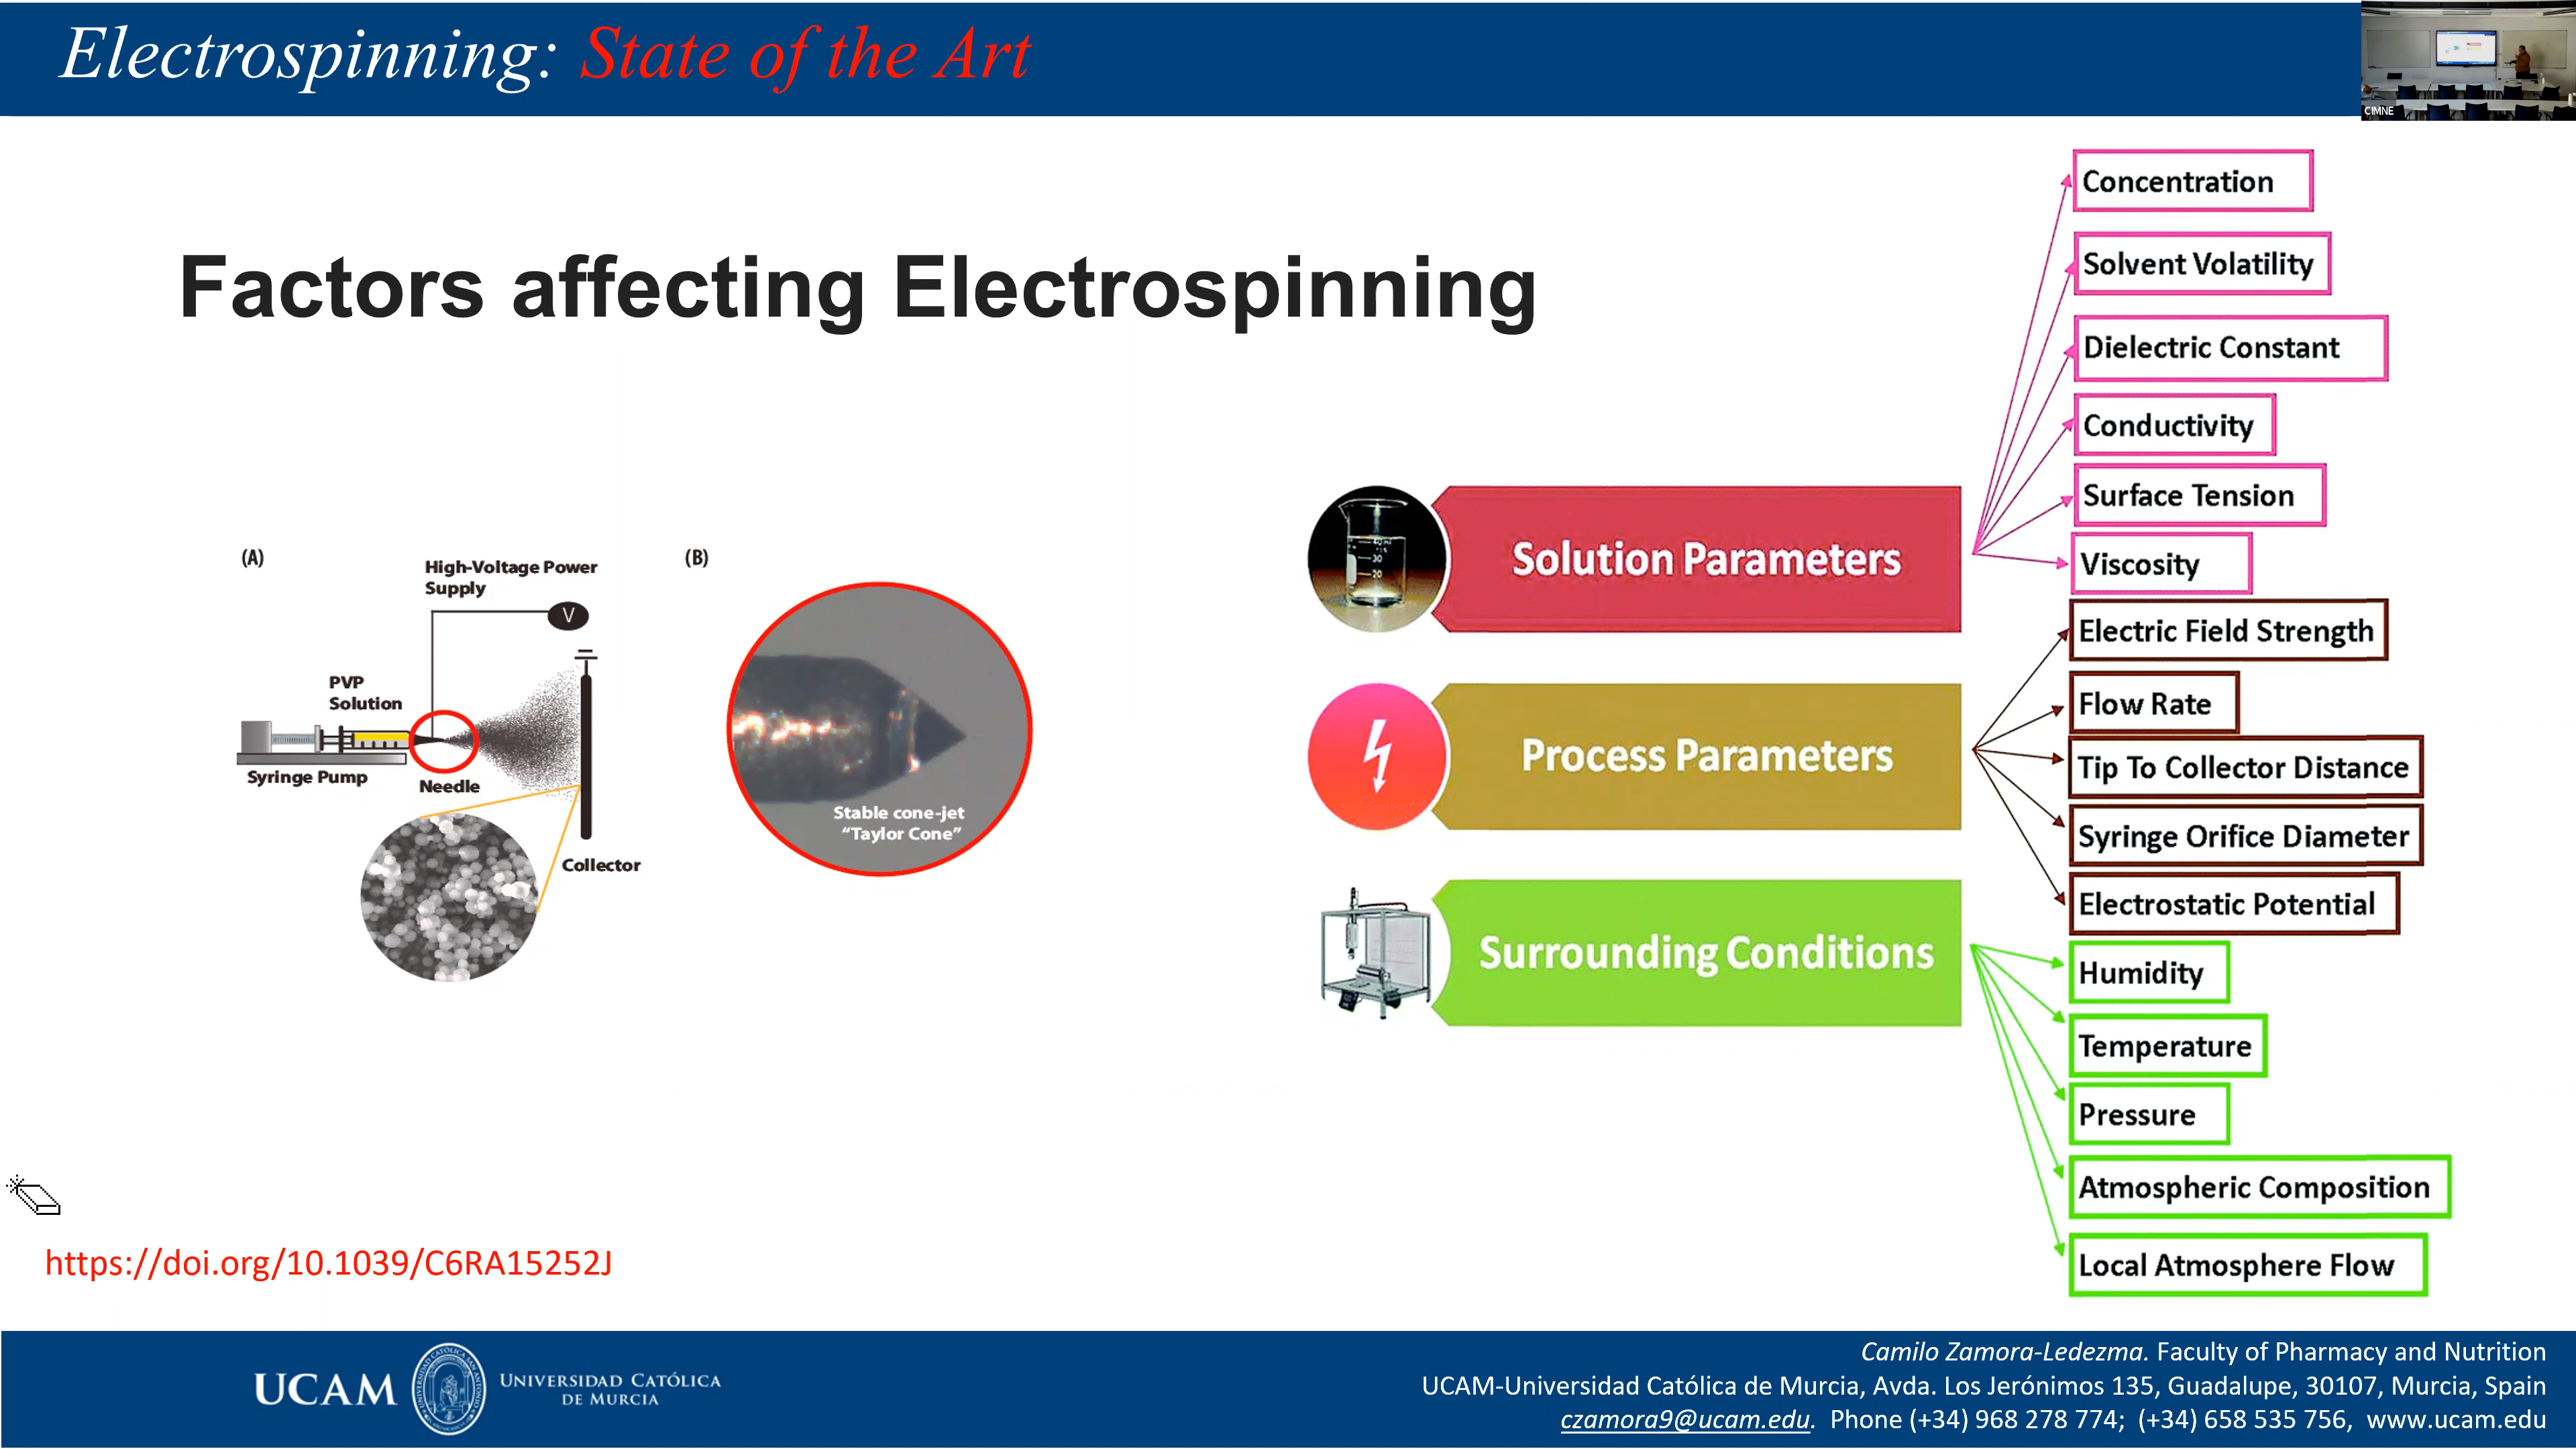 Electrospinning: State of the Art
CIMNE
Factors affecting Electrospinning
(A)
High-Voltage Power
Supply
V
PVP
Solution
Syringe Pump
Needle
Collector
(B)
Stable cone-jet
“Taylor Cone”
Solution Parameters
Process Parameters
Surrounding Conditions
Concentration
Solvent Volatility
Dielectric Constant
Conductivity
Surface Tension
Viscosity
Electric Field Strength
Flow Rate
Tip To Collector Distance
Syringe Orifice Diameter
Electrostatic Potential
Humidity
Temperature
Pressure
Atmospheric Composition
Local Atmosphere Flow
https://doi.org/10.1039/C6RA15252J
UCAM
UNIVERSIDAD CATÓLICA
DE MURCIA
Camilo Zamora-Ledezma. Faculty of Pharmacy and Nutrition
UCAM-Universidad Católica de Murcia, Avda. Los Jerónimos 135, Guadalupe, 30107, Murcia, Spain
czamora9@ucam.edu. Phone (+34) 968 278 774; (+34) 658 535 756, www.ucam.edu